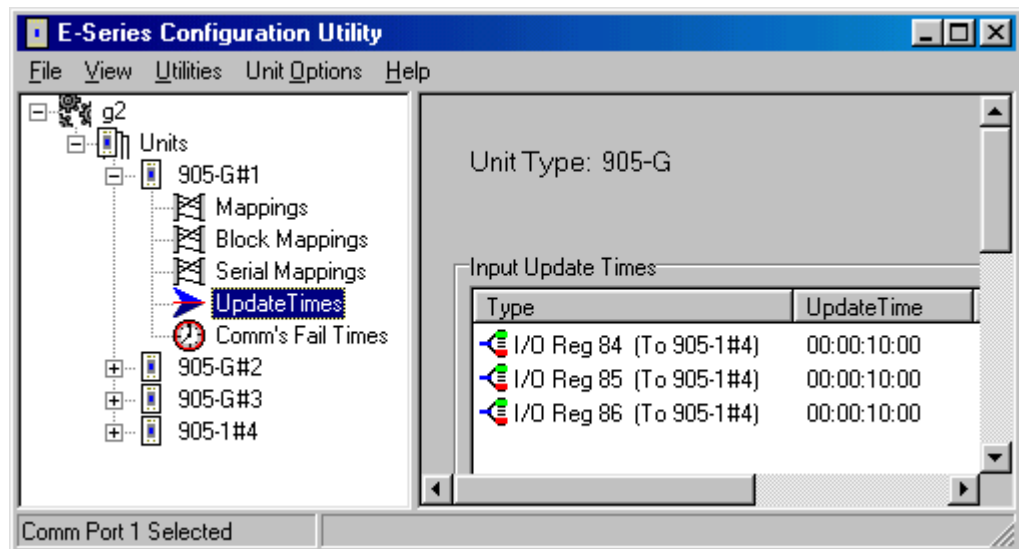 E-Series Configuration Utility
File View Utilities Unit Options Help
g2
Units
905-G#1
Mappings
Block Mappings
Serial Mappings
UpdateTimes
Comm's Fail Times
905-G#2
905-G#3
905-1#4
Unit Type: 905-G
Input Update Times
Type UpdateTime
I/O Reg 84 (To 905-1#4) 00:00:10:00
I/O Reg 85 (To 905-1#4) 00:00:10:00
I/O Reg 86 (To 905-1#4) 00:00:10:00
Comm Port 1 Selected